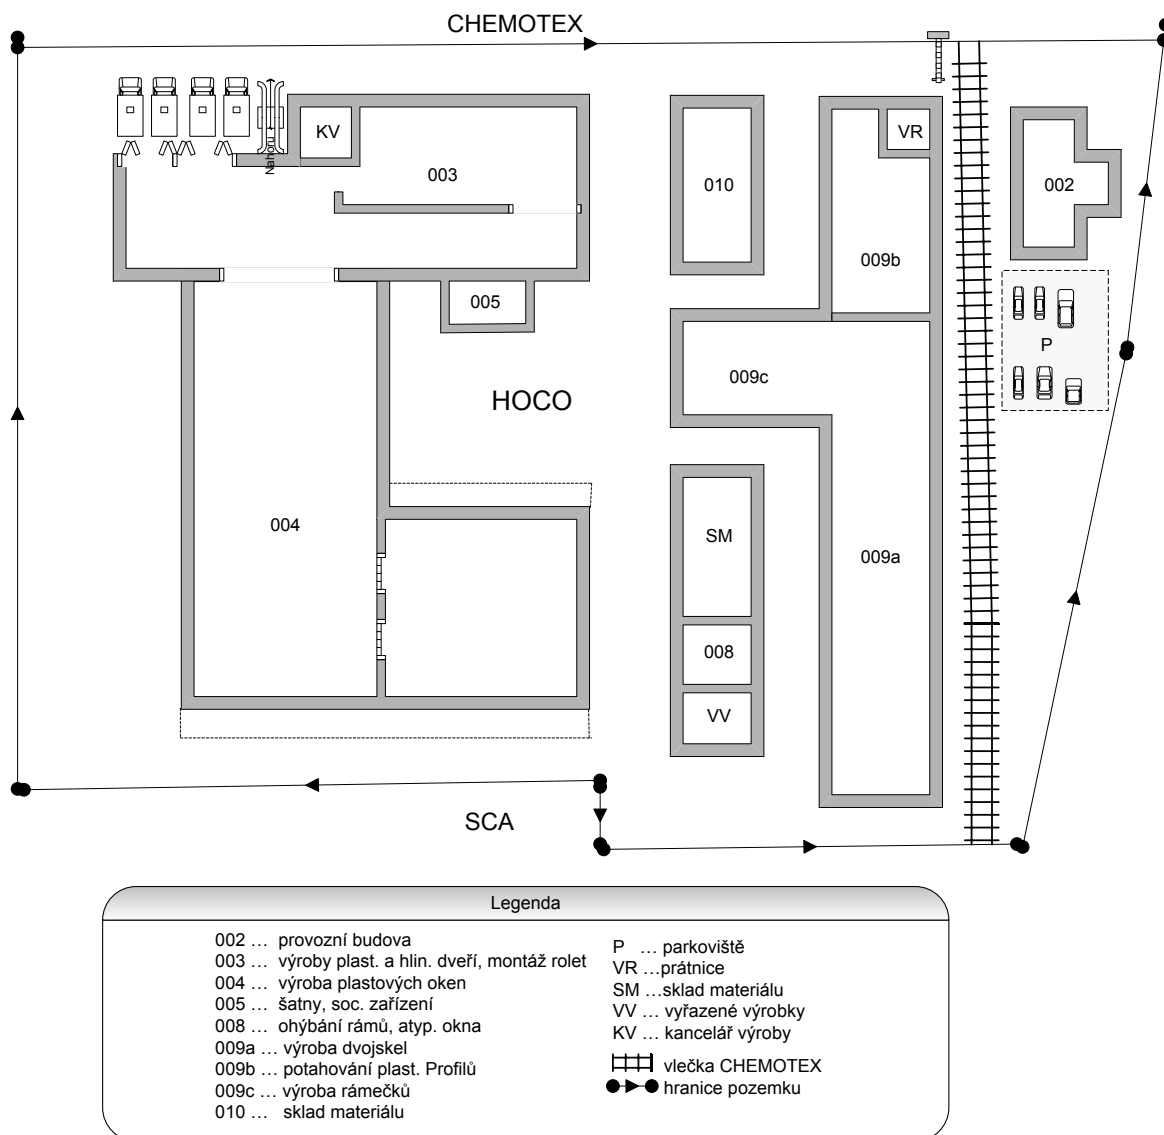 CHEMOTEX
Nahoru
KV
003
010
VR
002
009b
005
P
009c
HOCO
004
SM
009a
008
VV
SCA
Legenda
002 ... provozní budova
003 ... výroby plast. a hlin. dveří, montáž rolet
004 ... výroba plastových oken
005 ... šatny, soc. zařízení
008 ... ohýbání rámů, atyp. okna
009a ... výroba dvojskel
009b ... potahování plast. Profilů
009c ... výroba rámečků
010 ... sklad materiálu
P ... parkoviště
VR ...prátnice
SM ...sklad materiálu
VV ... vyřazené výrobky
KV ... kancelář výroby
vlečka CHEMOTEX
hranice pozemku